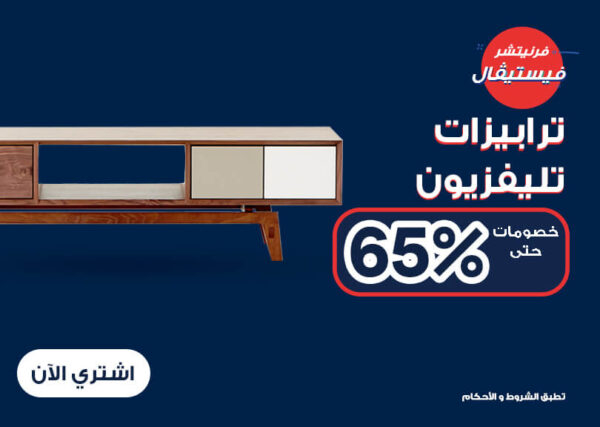 فرنيتشر
فيستيڤال
ترابيزات
تليفزيون
خصومات
حتى
65%
اشتري الآن
تطبق الشروط و الأحكام